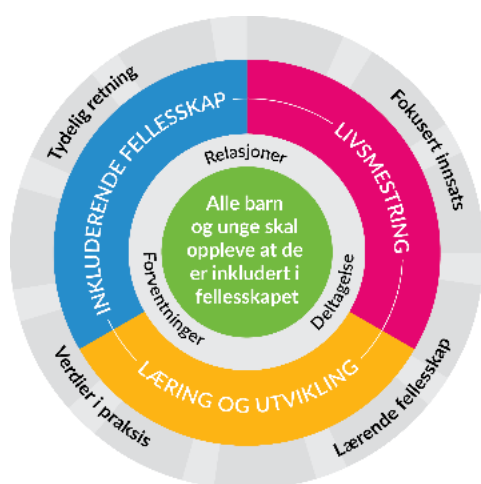 Tydelig retning
Fokusert innsats
INKLUDERENDE FELLESSKAP
LIVSMESTRING
Relasjoner
Alle barn
og unge skal
oppleve at de
er inkludert i
fellesskapet
Forventninger
Deltagelse
LÆRING OG UTVIKLING
Verdier i praksis
Lærende fellesskap